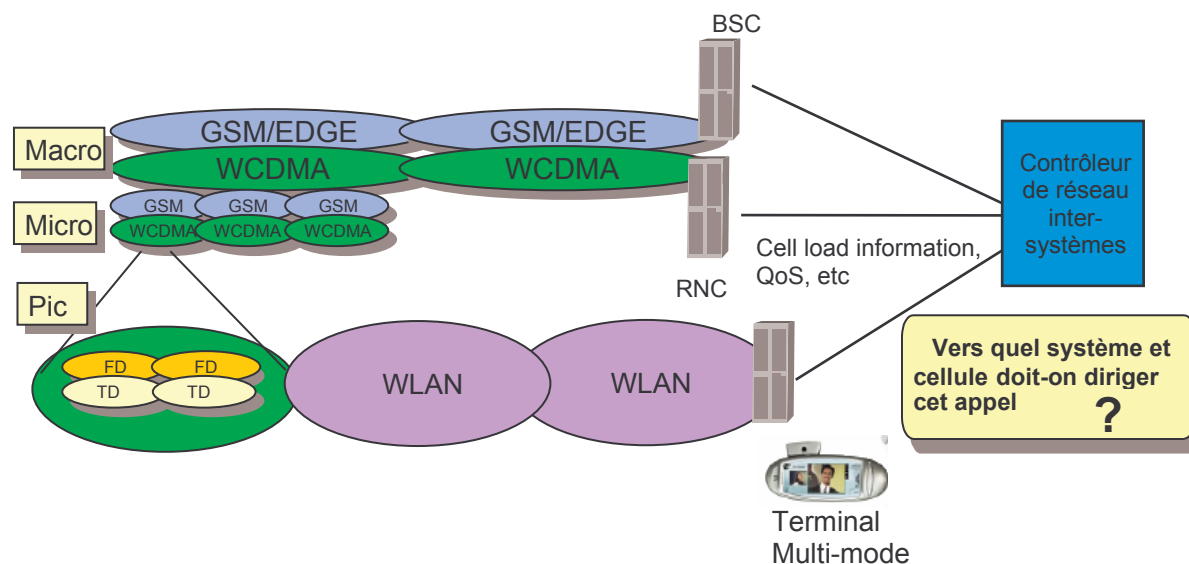 BSC
GSM/EDGE
GSM/EDGE
Macro
WCDMA
WCDMA
Contrôleur
de réseau
inter-
systèmes
GSM
GSM
GSM
Micro
WCDMA
WCDMA
WCDMA
Cell load information,
QoS, etc
RNC
Pic
FD
FD
TD
TD
WLAN
WLAN
Vers quel système et
cellule doit-on diriger
cet appel ?
Terminal
Multi-mode